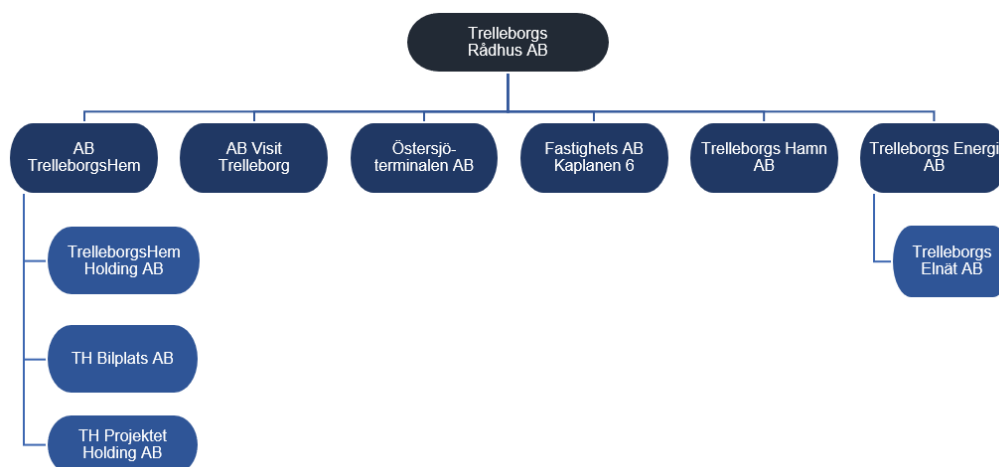 Trelleborgs
Rådhus AB
AB
TrelleborgsHem
AB Visit
Trelleborg
Östersjö-
terminalen AB
Fastighets AB
Kaplanen 6
Trelleborgs Hamn
AB
Trelleborgs Energi
AB
TrelleborgsHem
Holding AB
Trelleborgs
Elnät AB
TH Bilplats AB
TH Projektet
Holding AB